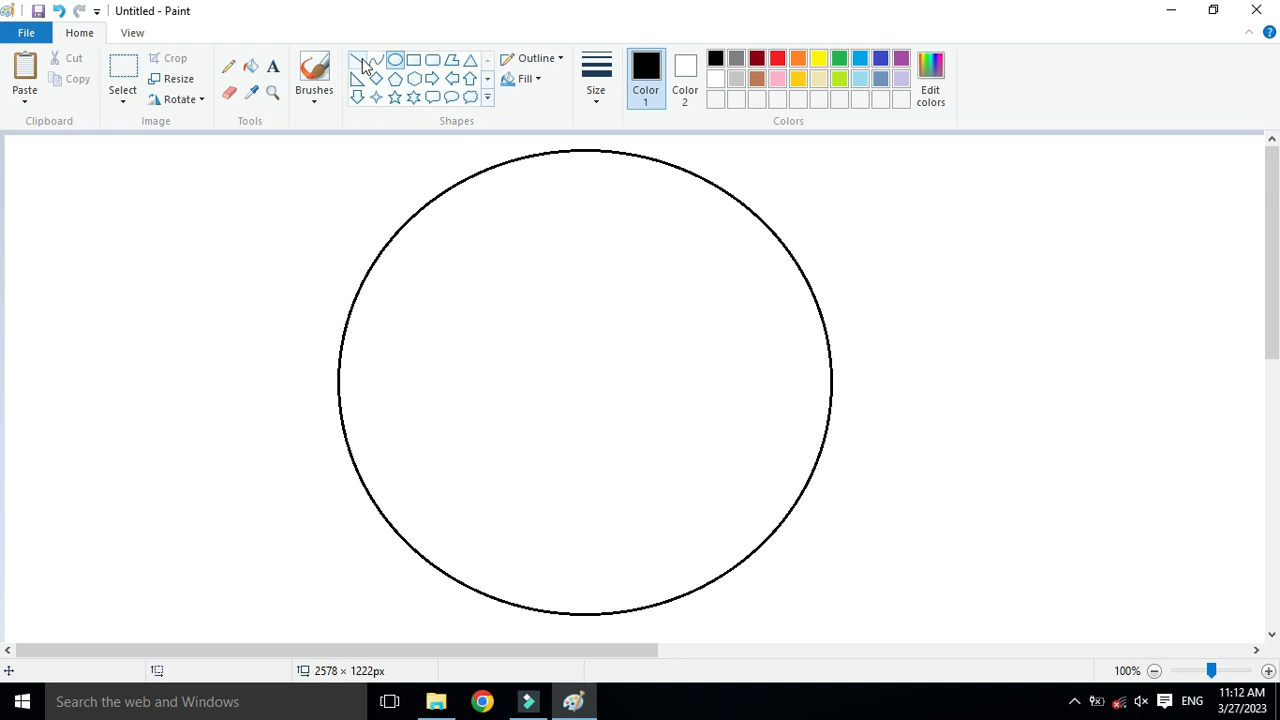 Untitled - Paint
File Home View
Paste
Cut
Copy
Clipboard
Select
Crop
Resize
Rotate
Image
A
Tools
Brushes
Shapes
Outline
Fill
Size
Color 1
Color 2
Edit colors
Colors
2578 × 1222px
100%
Search the web and Windows
ENG
11:12 AM
3/27/2023